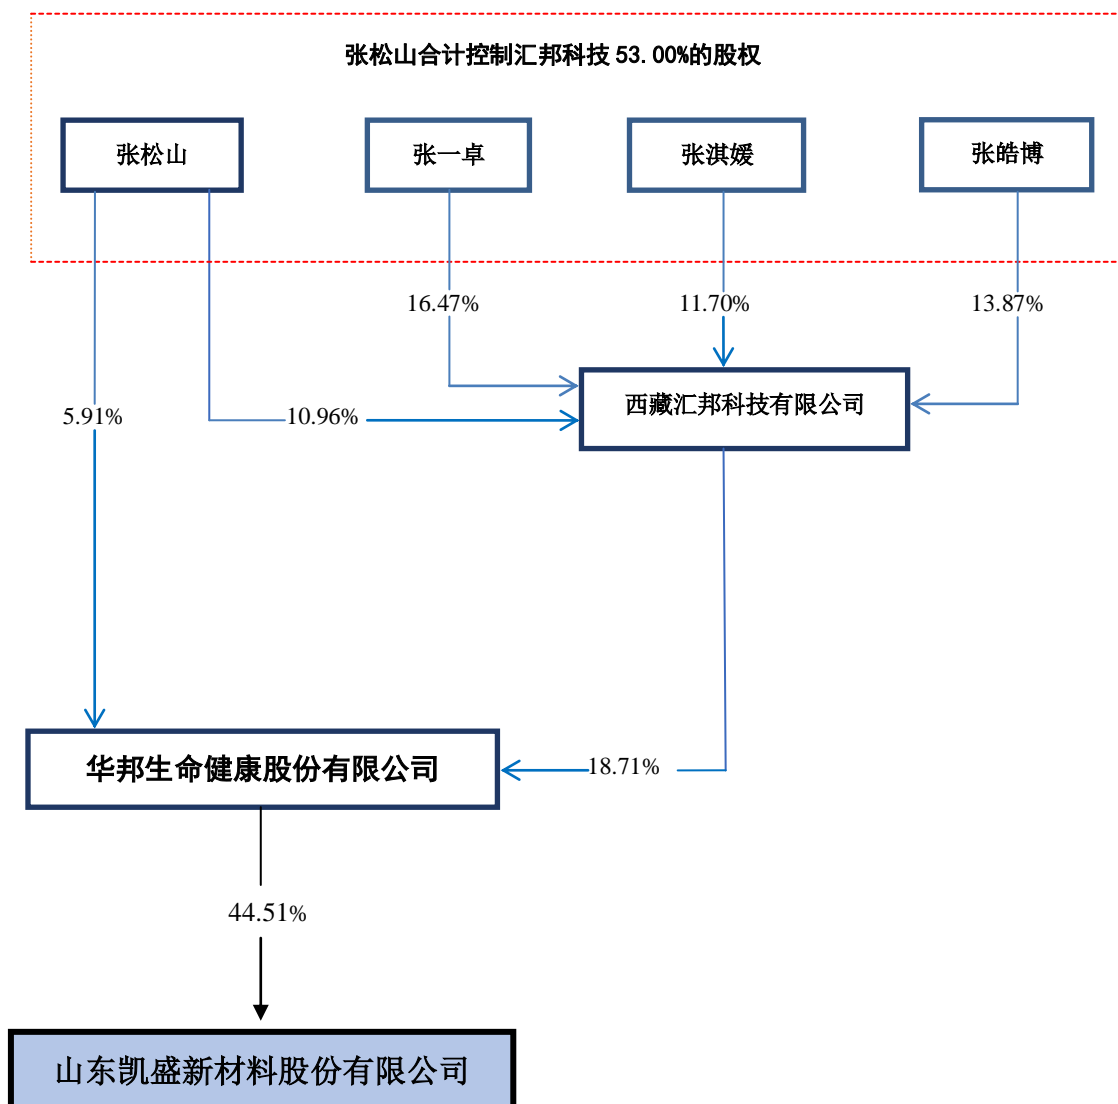 张松山合计控制汇邦科技 53.00%的股权
张松山
张一卓
张淇媛
张皓博
16.47%
11.70%
13.87%
西藏汇邦科技有限公司
5.91%
10.96%
华邦生命健康股份有限公司
18.71%
44.51%
山东凯盛新材料股份有限公司